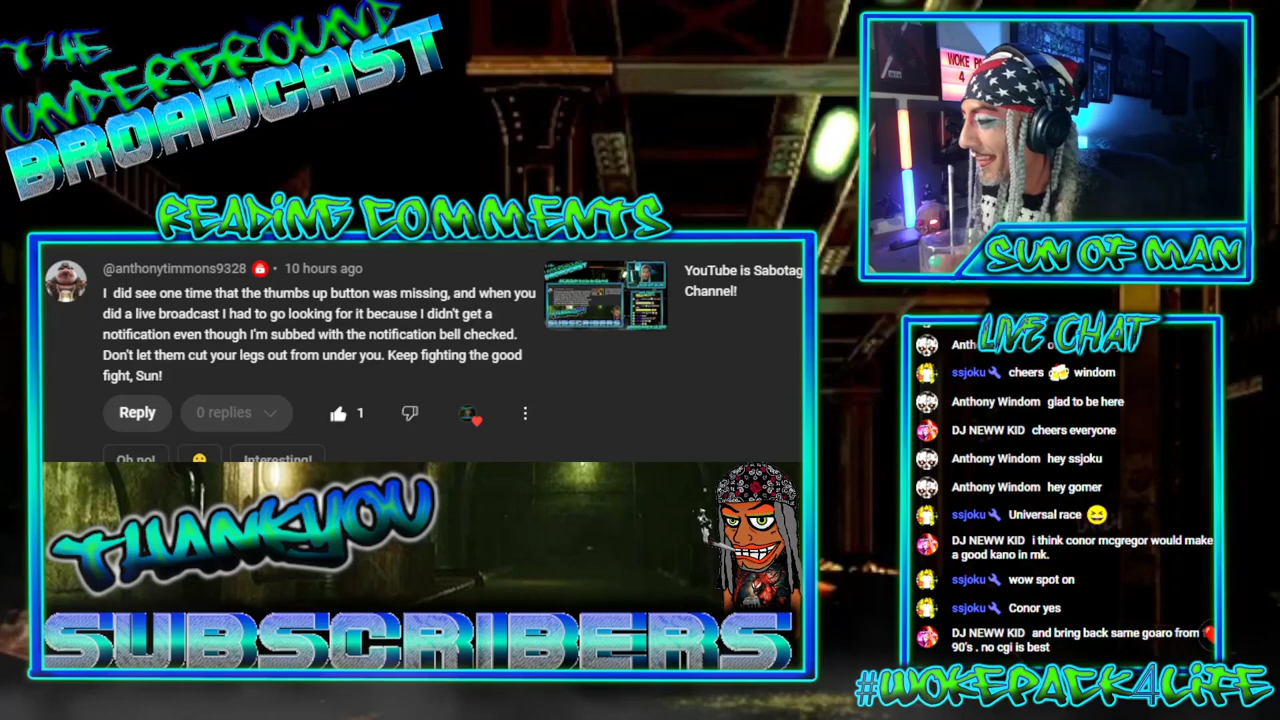 THE
UNDERGROUND
BROADCAST
READING COMMENTS
@anthonytimmons9328 • 10 hours ago
I did see one time that the thumbs up button was missing, and when you
did a live broadcast I had to go looking for it because I didn't get a
notification even though I'm subbed with the notification bell checked.
Don't let them cut your legs out from under you. Keep fighting the good
fight, Sun!
Reply 0 replies 1
Oh no! Interesting!
YouTube is Sabotag
Channel!
THANKYOU
SUBSCRIBERS
WOKE PA
4
SUN OF MAN
LIVE CHAT
Anth
ssjoku cheers 🍻 windom
Anthony Windom glad to be here
DJ NEWW KID cheers everyone
Anthony Windom hey ssjoku
Anthony Windom hey gomer
ssjoku Universal race 😆
DJ NEWW KID i think conor mcgregor would make
a good kano in mk.
ssjoku wow spot on
ssjoku Conor yes
DJ NEWW KID and bring back same goaro from
90's . no cgi is best
#WOKEPACK4LIFE